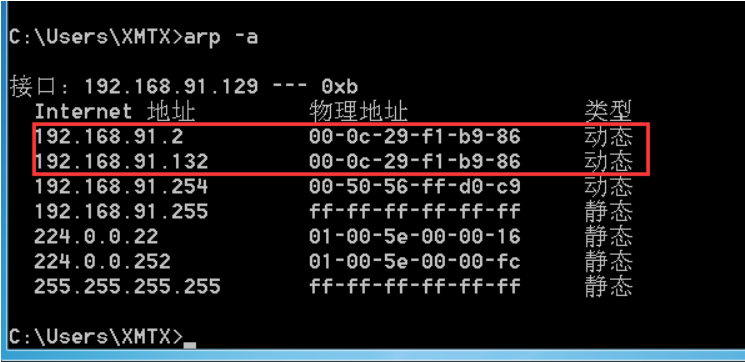 C:\Users\XMTX>arp -a
接口: 192.168.91.129 --- 0xb
Internet 地址 物理地址 类型
192.168.91.2 00-0c-29-f1-b9-86 动态
192.168.91.132 00-0c-29-f1-b9-86 动态
192.168.91.254 00-50-56-ff-d0-c9 动态
192.168.91.255 ff-ff-ff-ff-ff-ff 静态
224.0.0.22 01-00-5e-00-00-16 静态
224.0.0.252 01-00-5e-00-00-fc 静态
255.255.255.255 ff-ff-ff-ff-ff-ff 静态
C:\Users\XMTX>_